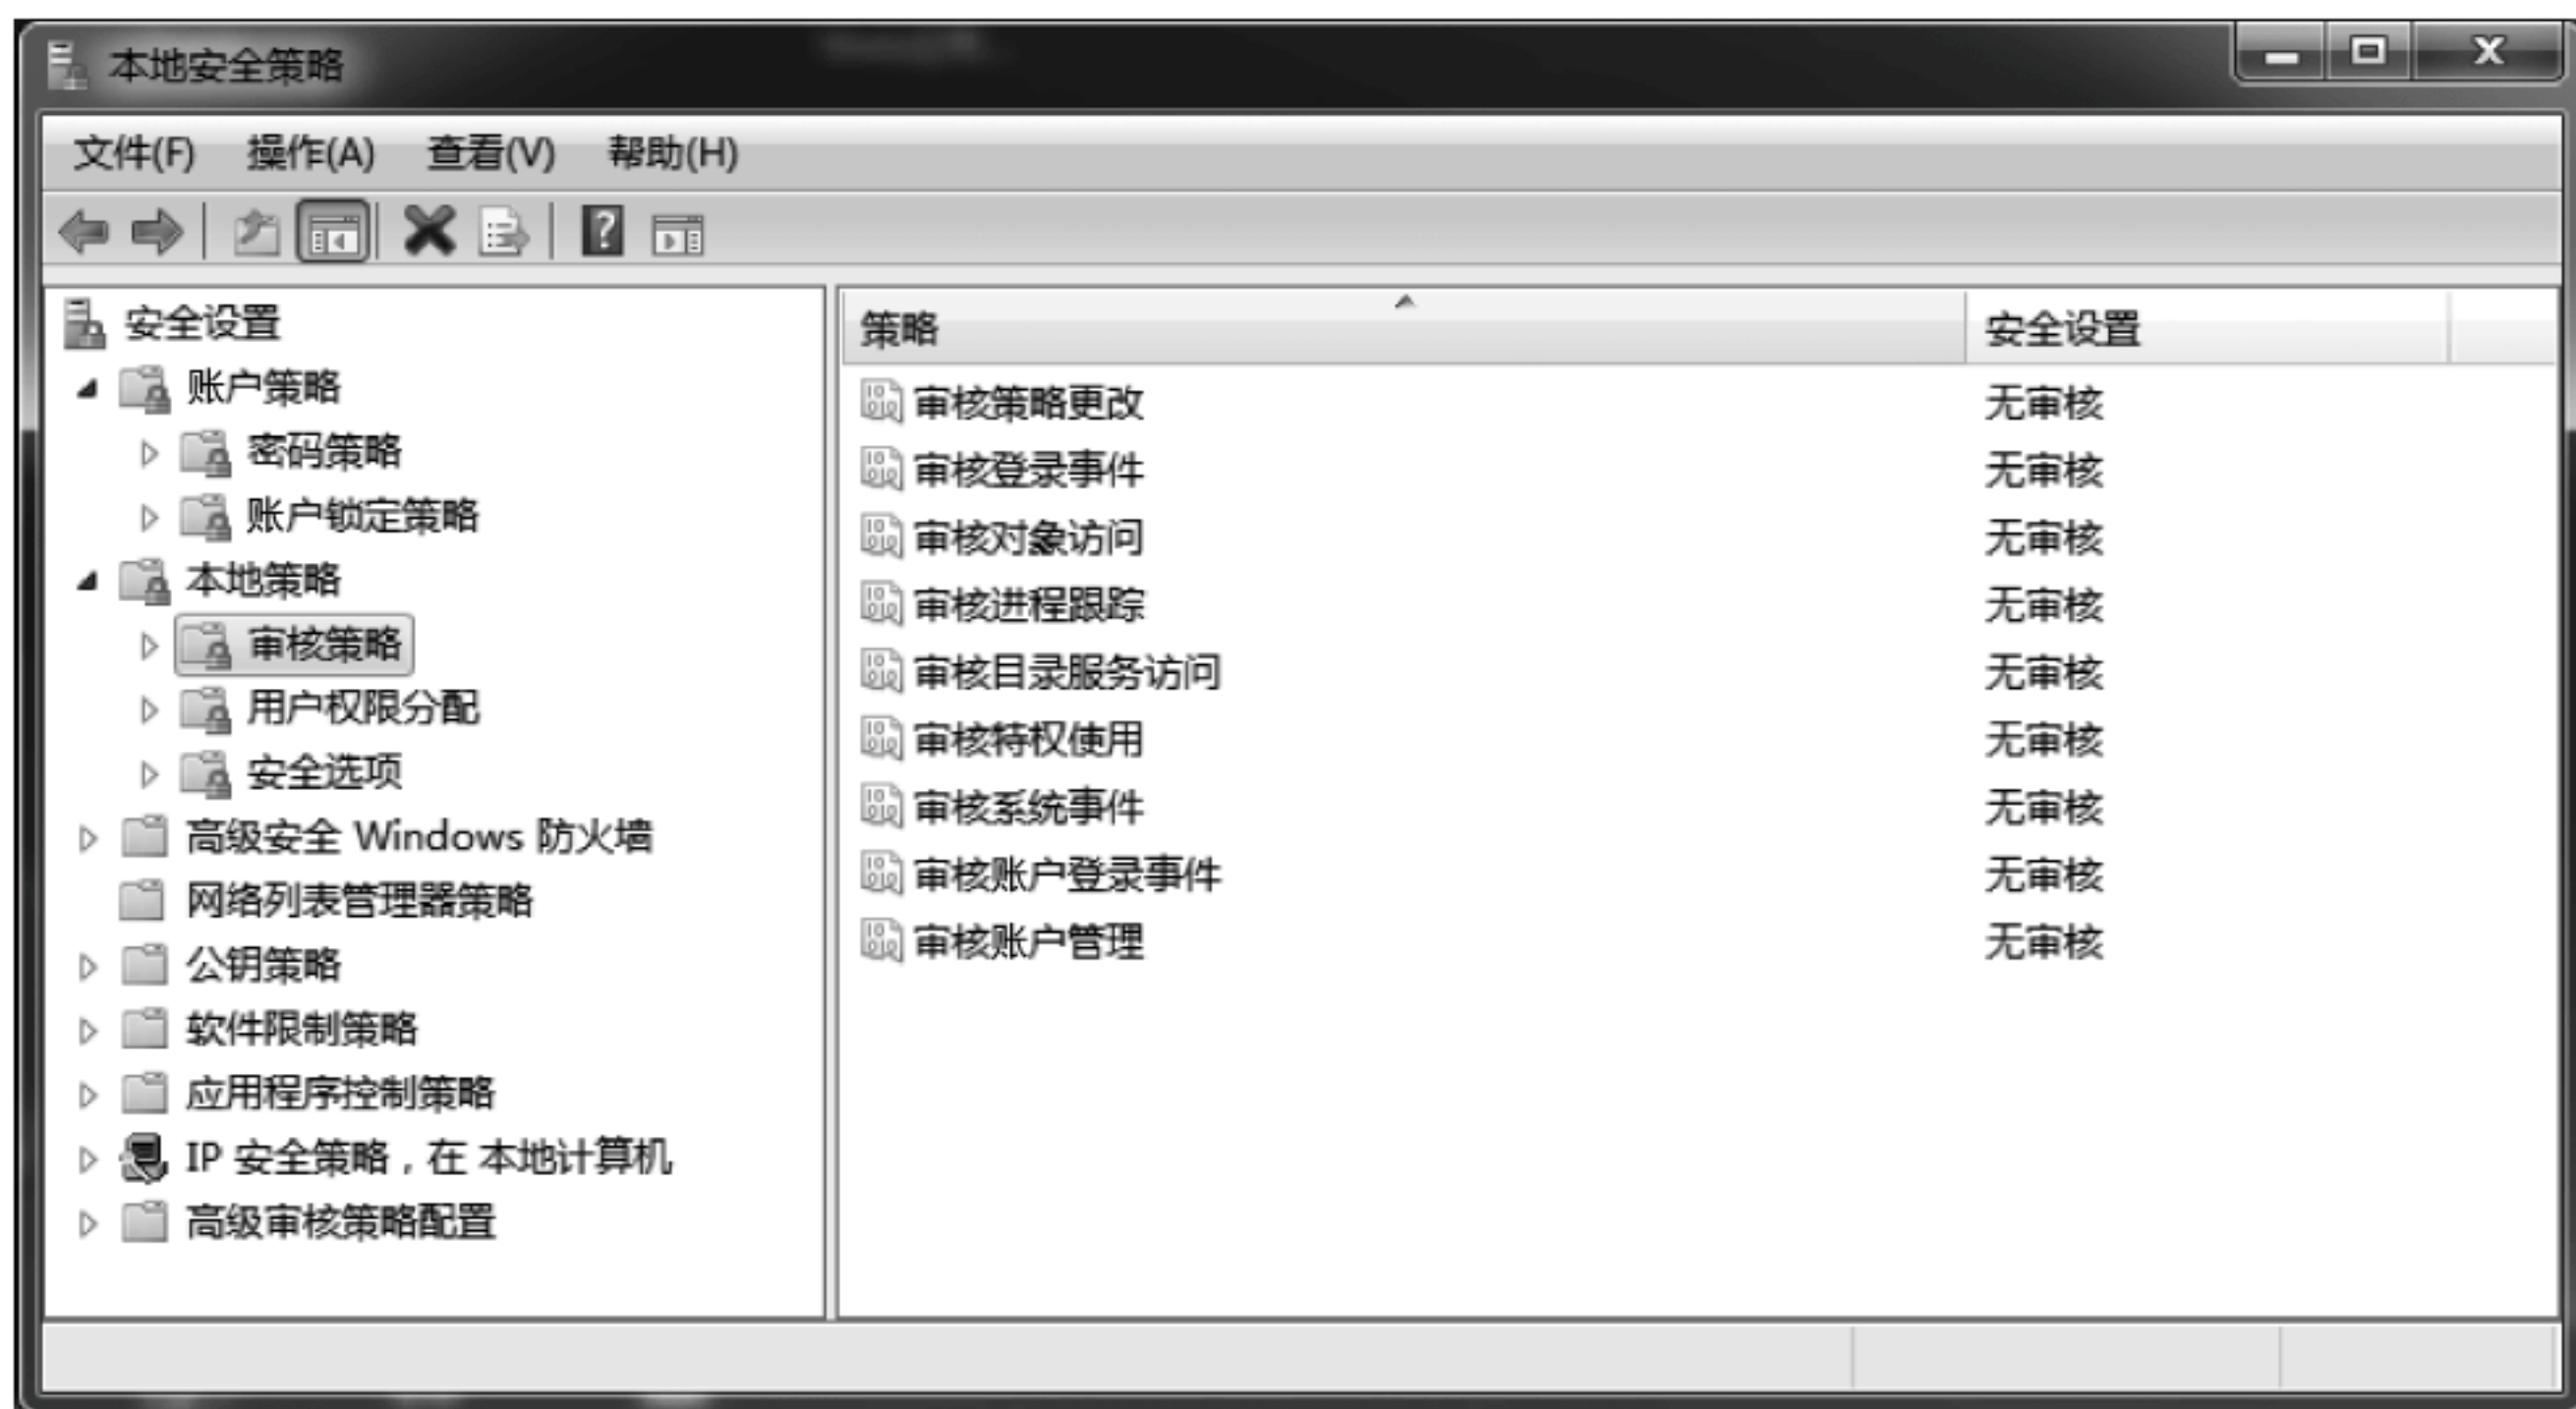 本地安全策略
文件(F) 操作(A) 查看(V) 帮助(H)
安全设置
账户策略
密码策略
账户锁定策略
本地策略
审核策略
用户权限分配
安全选项
高级安全 Windows 防火墙
网络列表管理器策略
公钥策略
软件限制策略
应用程序控制策略
IP 安全策略，在 本地计算机
高级审核策略配置
策略 安全设置
审核策略更改 无审核
审核登录事件 无审核
审核对象访问 无审核
审核进程跟踪 无审核
审核目录服务访问 无审核
审核特权使用 无审核
审核系统事件 无审核
审核账户登录事件 无审核
审核账户管理 无审核